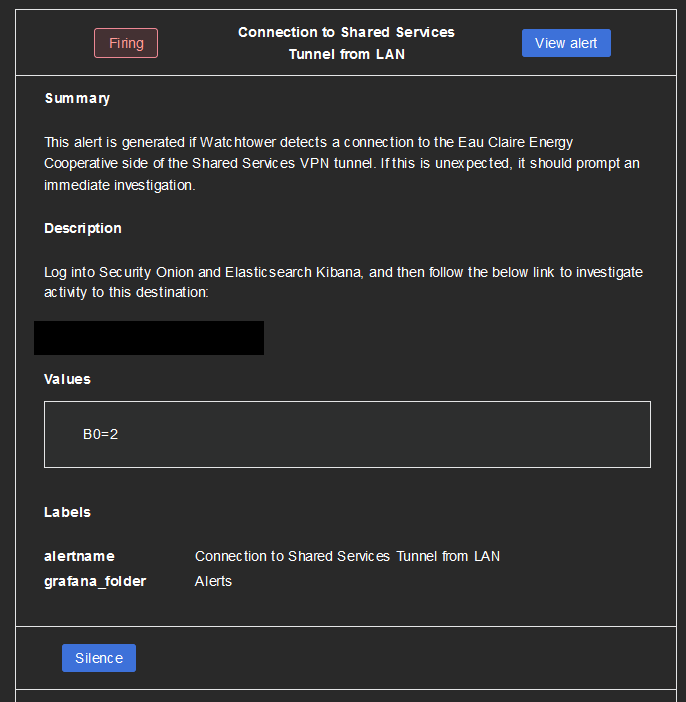 Firing
Connection to Shared Services
Tunnel from LAN
View alert
Summary
This alert is generated if Watchtower detects a connection to the Eau Claire Energy
Cooperative side of the Shared Services VPN tunnel. If this is unexpected, it should prompt an
immediate investigation.
Description
Log into Security Onion and Elasticsearch Kibana, and then follow the below link to investigate
activity to this destination:
Values
B0=2
Labels
alertname Connection to Shared Services Tunnel from LAN
grafana_folder Alerts
Silence